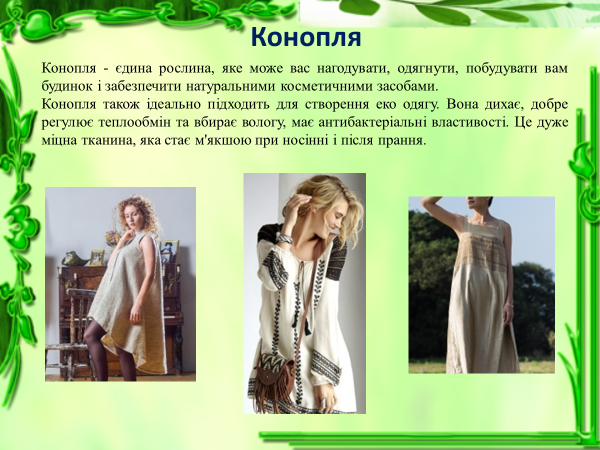 Конопля
Конопля - єдина рослина, яке може вас нагодувати, одягнути, побудувати вам
будинок і забезпечити натуральними косметичними засобами.
Конопля також ідеально підходить для створення еко одягу. Вона дихає, добре
регулює теплообмін та вбирає вологу, має антибактеріальні властивості. Це дуже
міцна тканина, яка стає м'якшою при носінні і після прання.